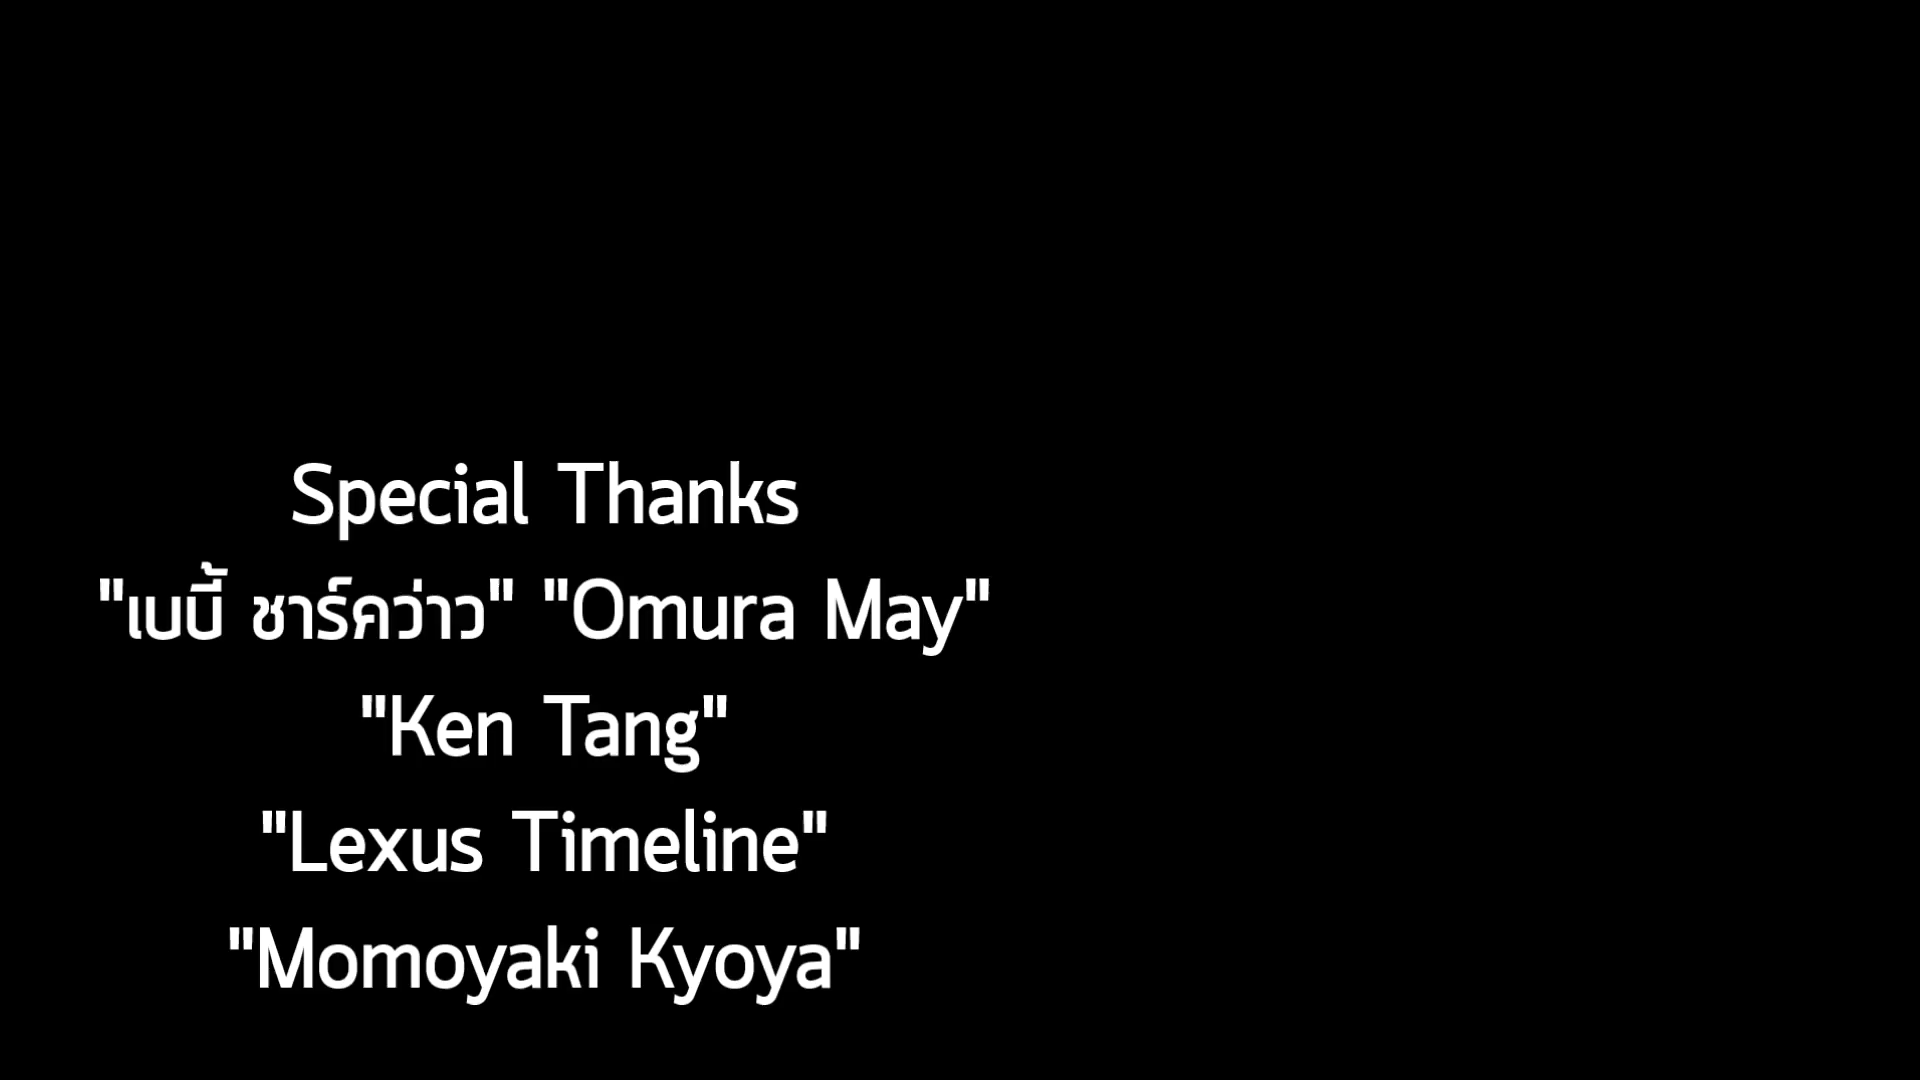 Special Thanks
"เบบี้ ชาร์คว่าว" "Omura May"
"Ken Tang"
"Lexus Timeline"
"Momoyaki Kyoya"